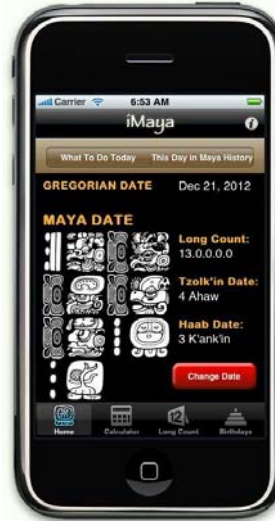 Carrier 6:53 AM
iMaya
What To Do Today This Day in Maya History
GREGORIAN DATE Dec 21, 2012
MAYA DATE
Long Count:
13.0.0.0.0
Tzolk'in Date:
4 Ahaw
Haab Date:
3 K'ank'in
Change Date
12
Home Calculator Long Count Birthdays